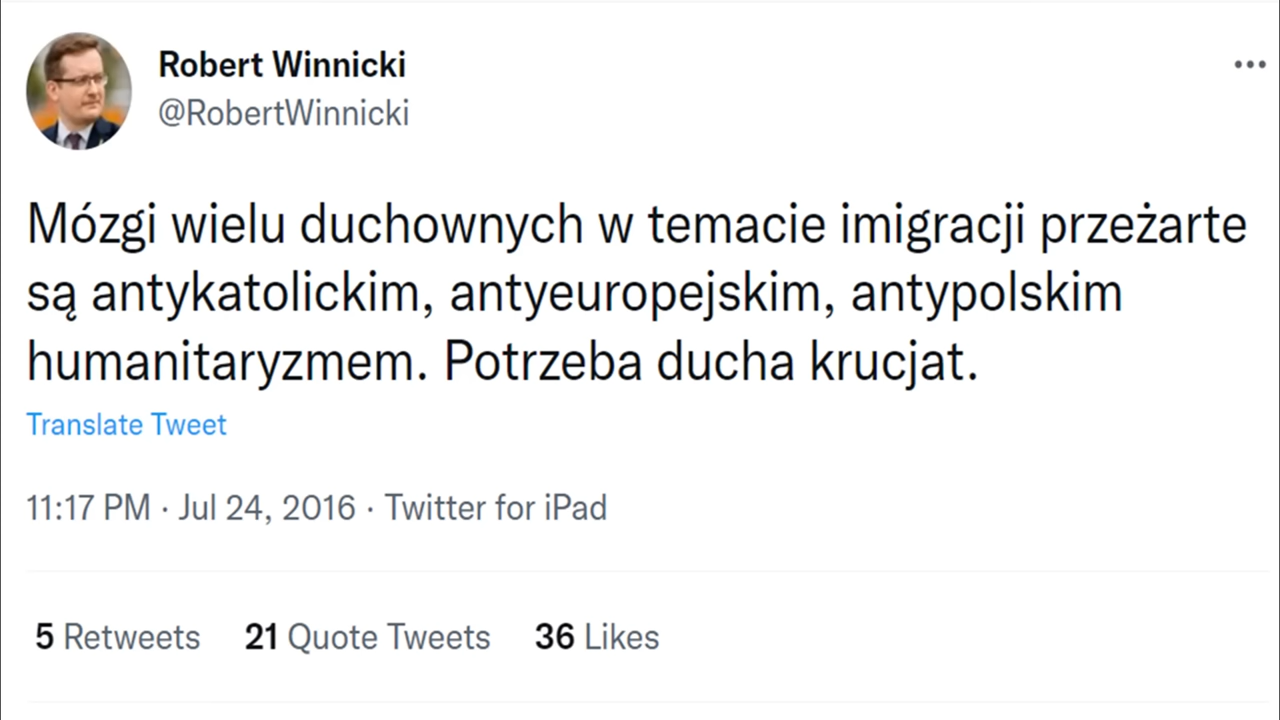 Robert Winnicki
@RobertWinnicki
Mózgi wielu duchownych w temacie imigracji przeżarte
są antykatolickim, antyeuropejskim, antypolskim
humanitaryzmem. Potrzeba ducha krucjat.
Translate Tweet
11:17 PM · Jul 24, 2016 · Twitter for iPad
5 Retweets 21 Quote Tweets 36 Likes